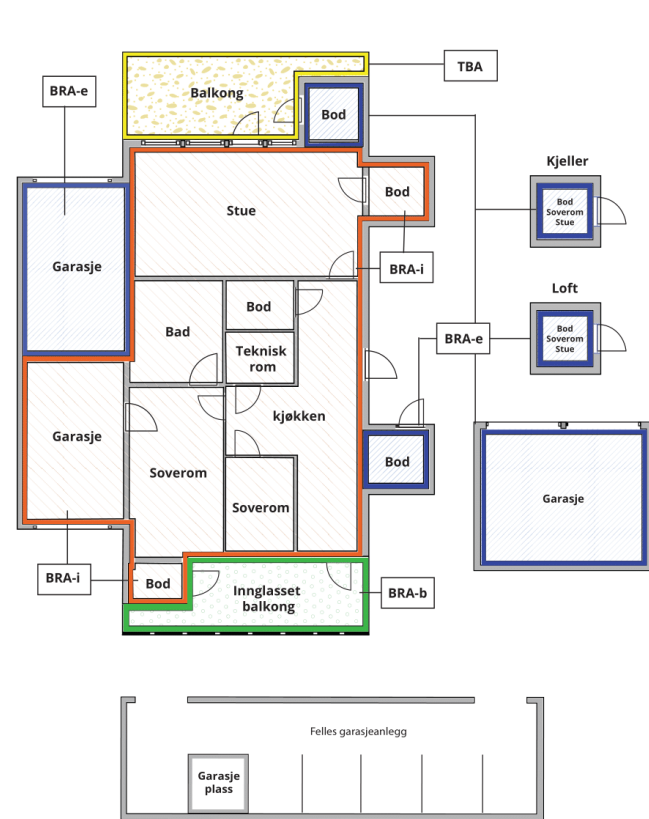 TBA
BRA-e
Balkong
Bod
Kjeller
Bod
Bod
Soverom
Stue
Stue
Garasje
BRA-i
Loft
Bod
Bad
Teknisk
rom
BRA-e
Bod
Soverom
Stue
kjøkken
Garasje
Bod
Soverom
Soverom
Garasje
BRA-i
Bod
Innglasset
balkong
BRA-b
Felles garasjeanlegg
Garasje
plass